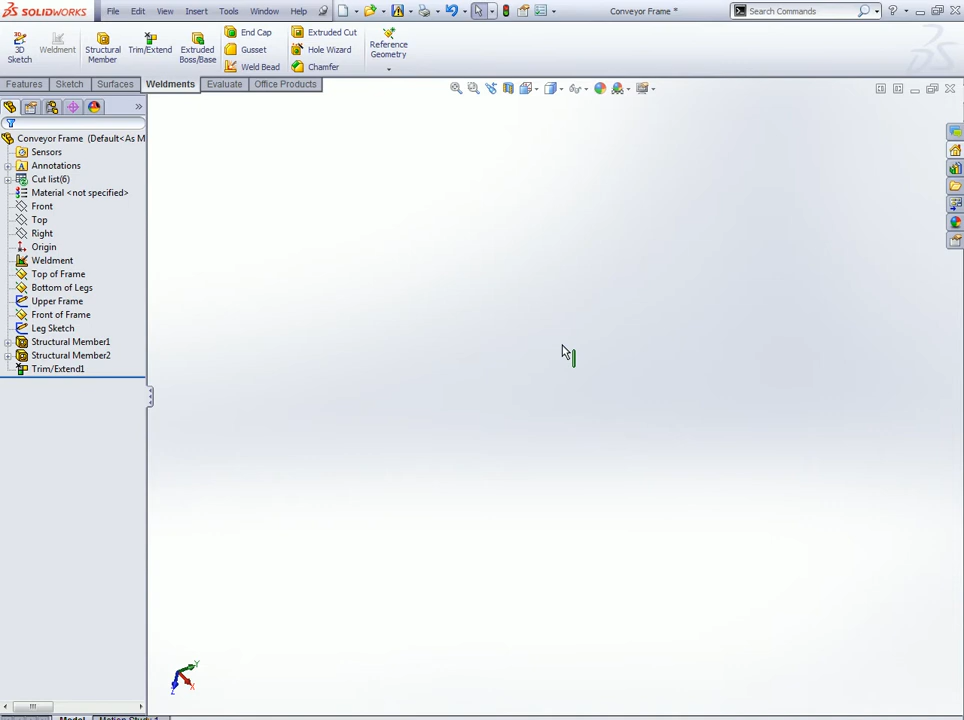 SOLIDWORKS File Edit View Insert Tools Window Help Conveyor Frame * Search Commands
3D Sketch
Weldment
Structural Member
Trim/Extend
Extruded Boss/Base
End Cap
Gusset
Weld Bead
Extruded Cut
Hole Wizard
Chamfer
Reference Geometry
Features Sketch Surfaces Weldments Evaluate Office Products
Conveyor Frame (Default<As M
Sensors
Annotations
Cut list(6)
Material <not specified>
Front
Top
Right
Origin
Weldment
Top of Frame
Bottom of Legs
Upper Frame
Front of Frame
Leg Sketch
Structural Member1
Structural Member2
Trim/Extend1
Y
X
Z
Model Motion Study 1